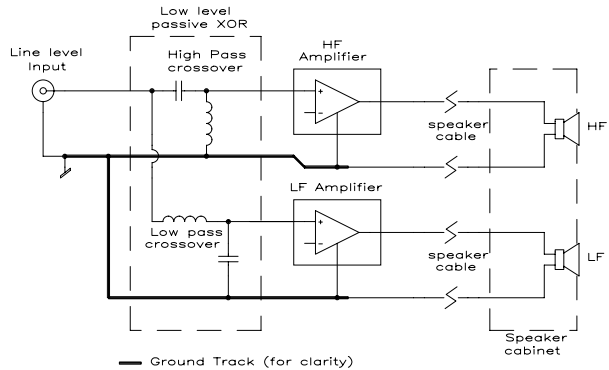 Low level
passive XOR
Line level
Input
High Pass
crossover
HF
Amplifier
+
−
speaker
cable
HF
LF Amplifier
Low pass
crossover
+
−
speaker
cable
LF
Speaker
cabinet
Ground Track (for clarity)